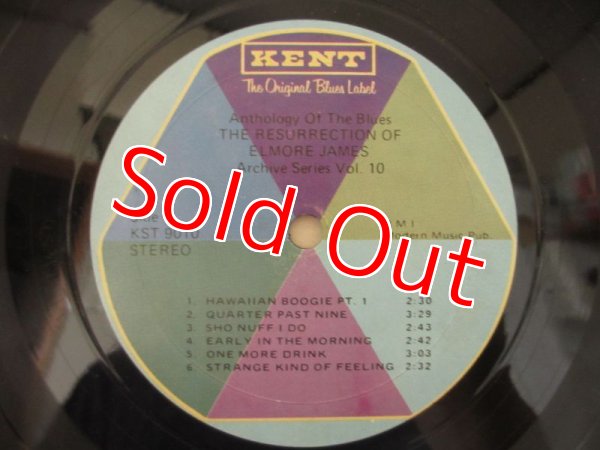 KENT
The Original Blues Label
Anthology Of The Blues
THE RESURRECTION OF
ELMORE JAMES
Archive Series Vol. 10
Sold Out
KST 9010
STEREO
M I
Modern Music Pub.
1. HAWAIIAN BOOGIE PT. 1 2:30
2. QUARTER PAST NINE 3:29
3. SHO NUFF I DO 2:43
4. EARLY IN THE MORNING 2:42
5. ONE MORE DRINK 3:03
6. STRANGE KIND OF FEELING 2:32